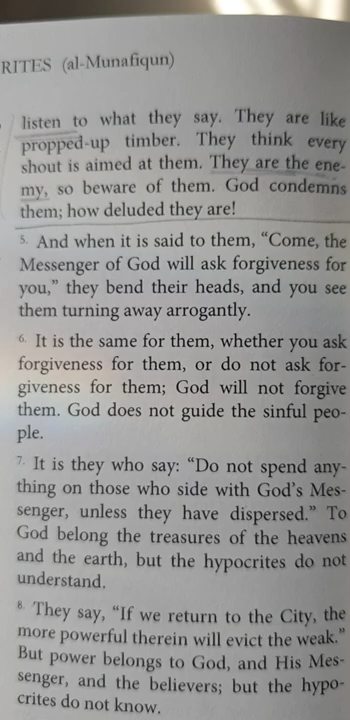 RITES (al-Munafiqun)
listen to what they say. They are like
propped-up timber. They think every
shout is aimed at them. They are the ene-
my, so beware of them. God condemns
them; how deluded they are!
5. And when it is said to them, “Come, the
Messenger of God will ask forgiveness for
you,” they bend their heads, and you see
them turning away arrogantly.
6. It is the same for them, whether you ask
forgiveness for them, or do not ask for-
giveness for them; God will not forgive
them. God does not guide the sinful peo-
ple.
7. It is they who say: “Do not spend any-
thing on those who side with God’s Mes-
senger, unless they have dispersed.” To
God belong the treasures of the heavens
and the earth, but the hypocrites do not
understand.
8. They say, “If we return to the City, the
more powerful therein will evict the weak.”
But power belongs to God, and His Mes-
senger, and the believers; but the hypo-
crites do not know.